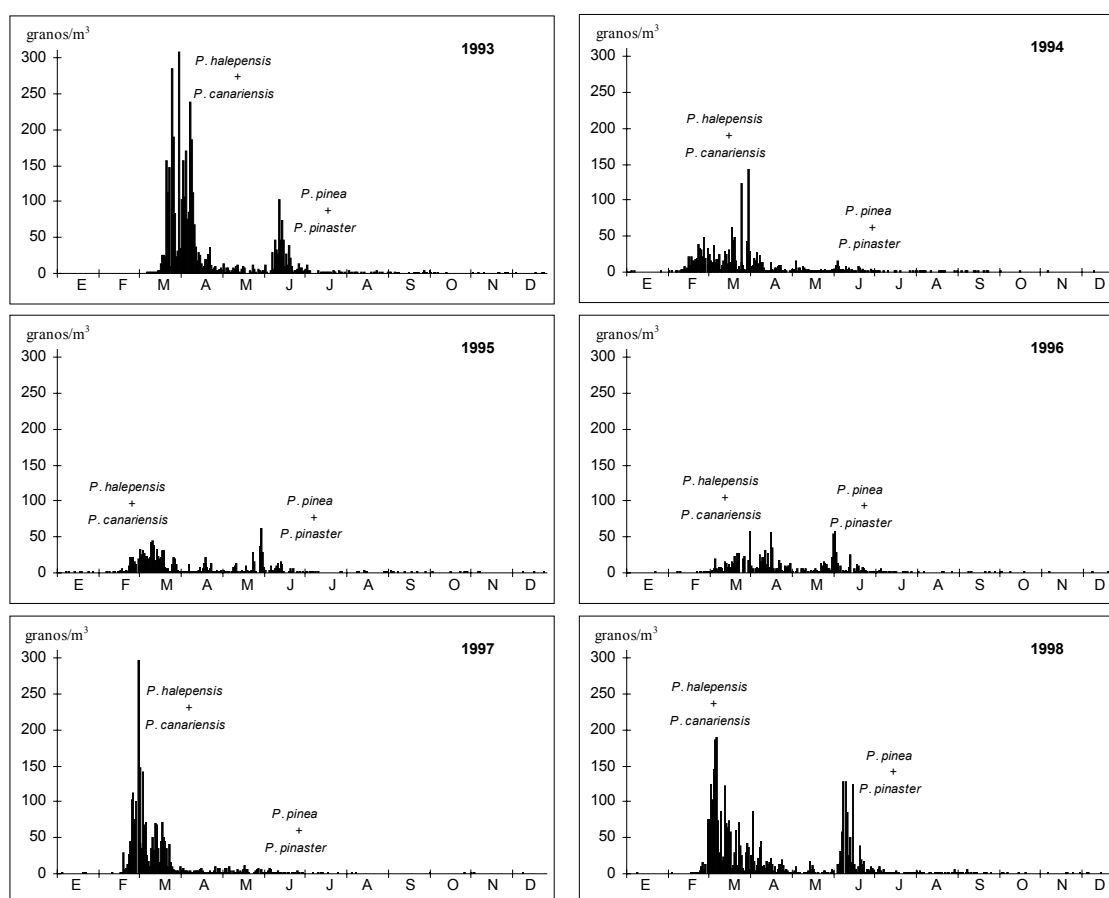 granos/m³
1993
300
250
200
150
100
50
0
P. halepensis
+
P. canariensis
P. pinea
+
P. pinaster
E F M A M J J A S O N D
granos/m³
1994
300
250
200
150
100
50
0
P. halepensis
+
P. canariensis
P. pinea
+
P. pinaster
E F M A M J J A S O N D
granos/m³
1995
300
250
200
150
100
50
0
P. halepensis
+
P. canariensis
P. pinea
+
P. pinaster
E F M A M J J A S O N D
granos/m³
1996
300
250
200
150
100
50
0
P. halepensis
+
P. canariensis
P. pinea
+
P. pinaster
E F M A M J J A S O N D
granos/m³
1997
300
250
200
150
100
50
0
P. halepensis
+
P. canariensis
P. pinea
+
P. pinaster
E F M A M J J A S O N D
granos/m³
1998
300
250
200
150
100
50
0
P. halepensis
+
P. canariensis
P. pinea
+
P. pinaster
E F M A M J J A S O N D